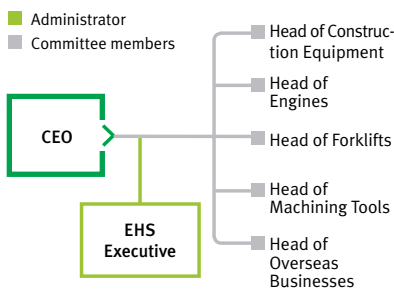 Administrator
Committee members
Head of Construc-
tion Equipment
Head of
Engines
CEO
Head of Forklifts
Head of
Machining Tools
EHS
Executive
Head of
Overseas
Businesses